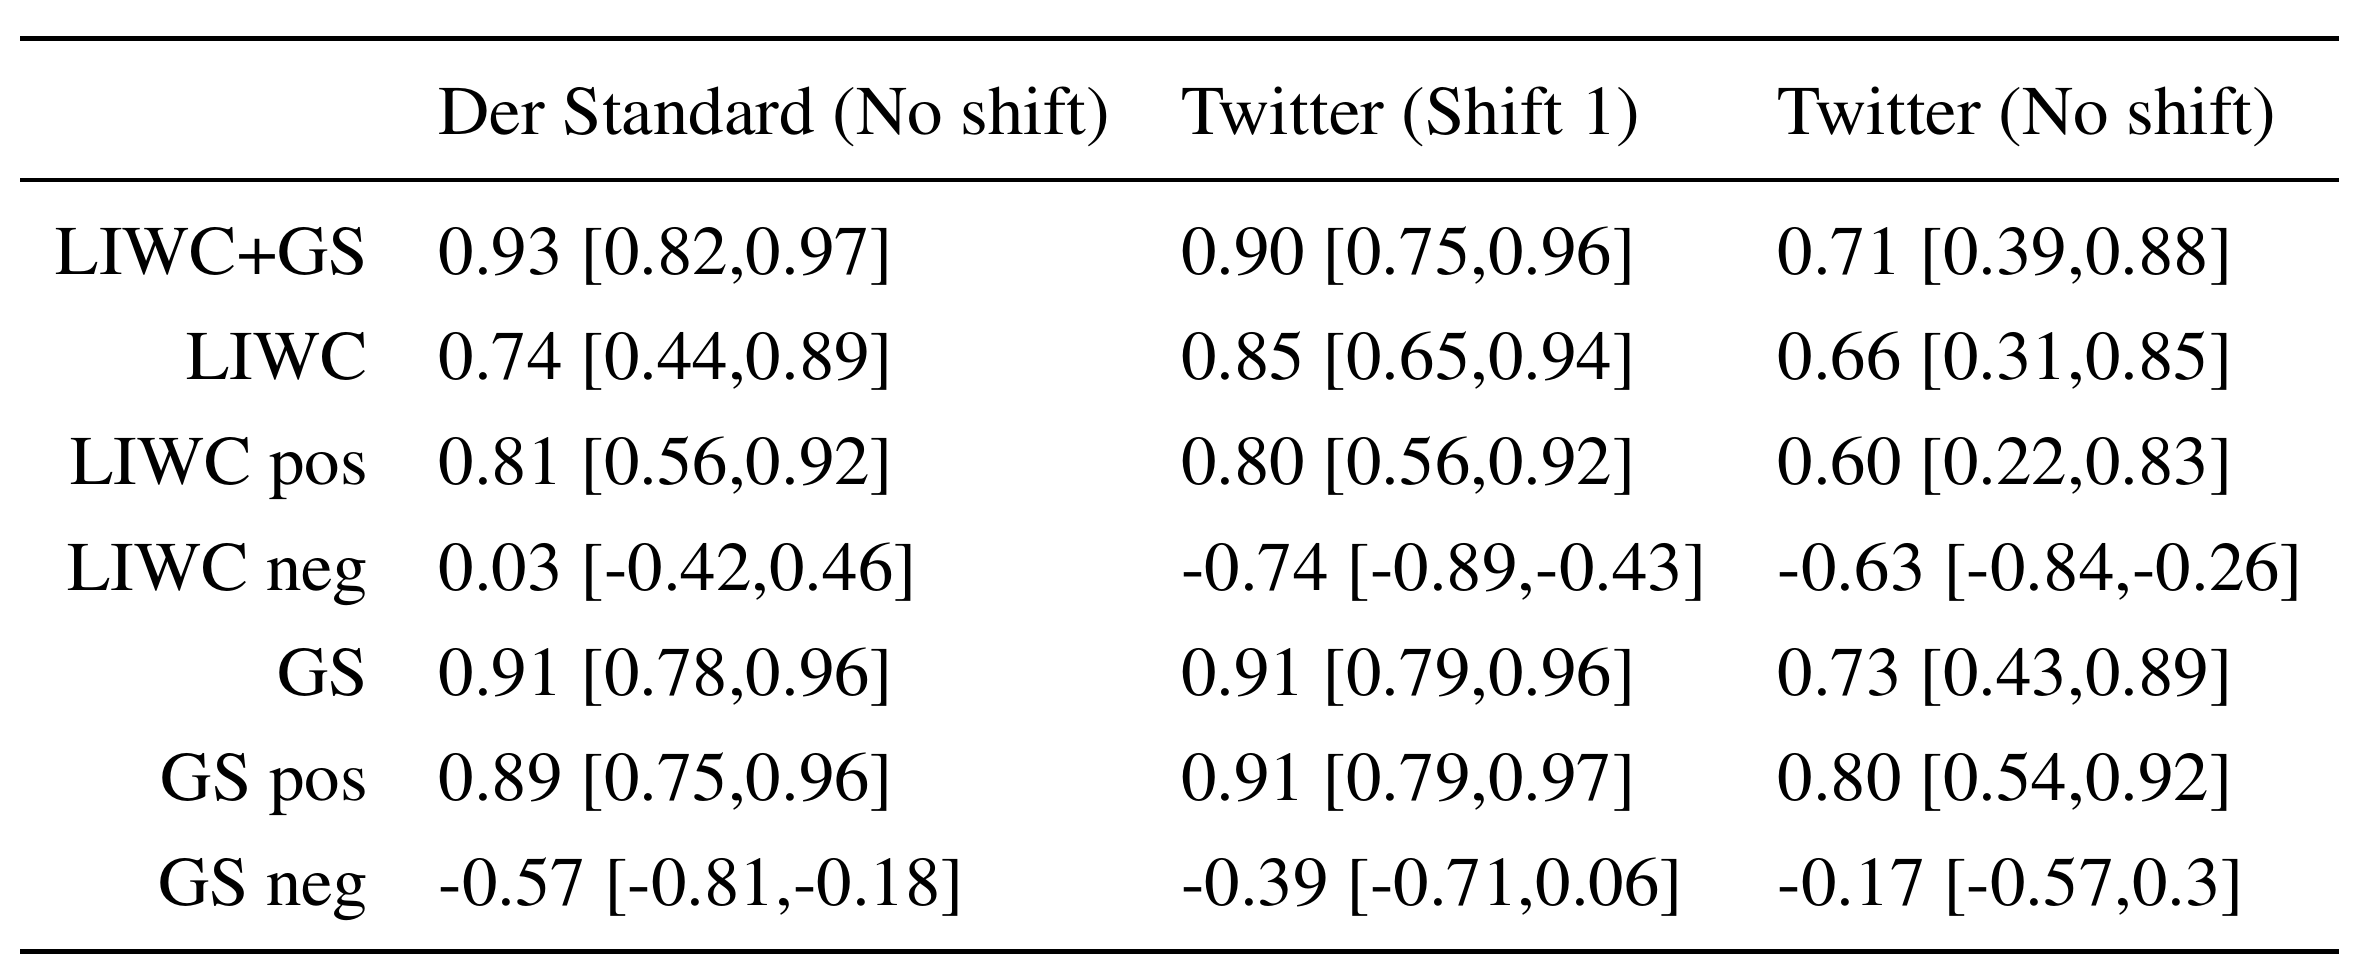 Der Standard (No shift) Twitter (Shift 1) Twitter (No shift)
LIWC+GS 0.93 [0.82,0.97] 0.90 [0.75,0.96] 0.71 [0.39,0.88]
LIWC 0.74 [0.44,0.89] 0.85 [0.65,0.94] 0.66 [0.31,0.85]
LIWC pos 0.81 [0.56,0.92] 0.80 [0.56,0.92] 0.60 [0.22,0.83]
LIWC neg 0.03 [-0.42,0.46] -0.74 [-0.89,-0.43] -0.63 [-0.84,-0.26]
GS 0.91 [0.78,0.96] 0.91 [0.79,0.96] 0.73 [0.43,0.89]
GS pos 0.89 [0.75,0.96] 0.91 [0.79,0.97] 0.80 [0.54,0.92]
GS neg -0.57 [-0.81,-0.18] -0.39 [-0.71,0.06] -0.17 [-0.57,0.3]